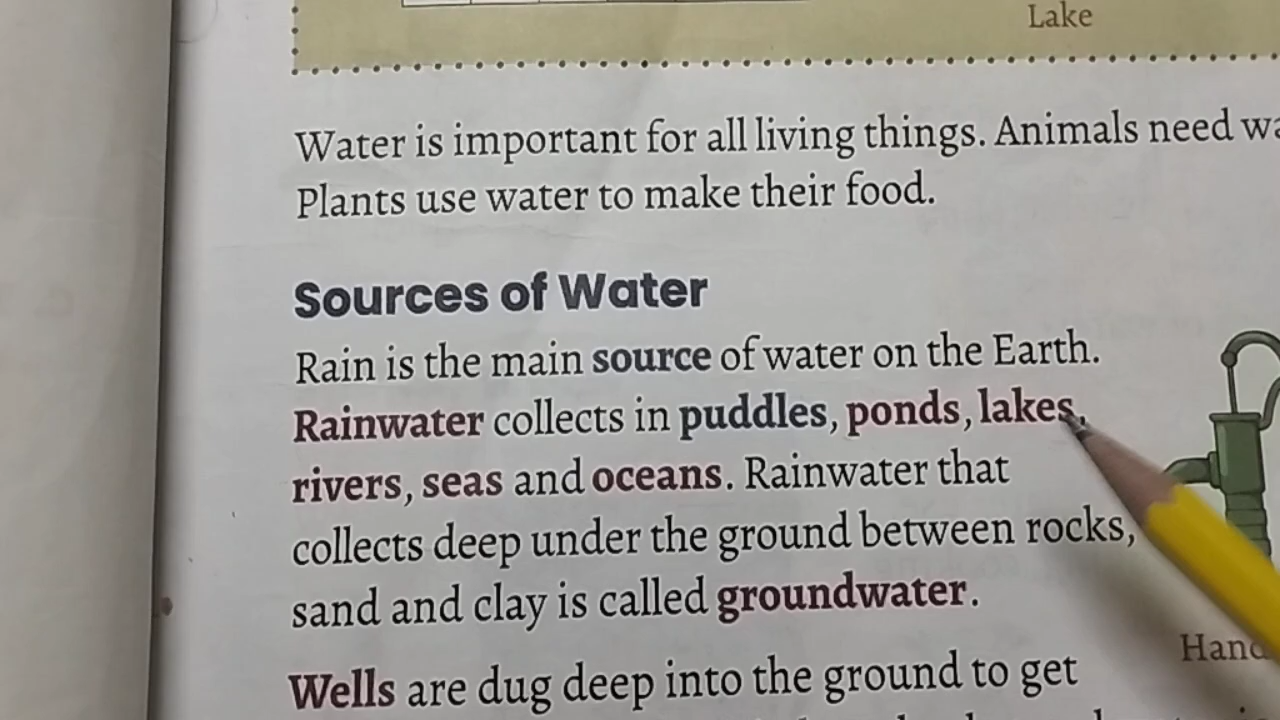 Lake
Water is important for all living things. Animals need
Plants use water to make their food.
Sources of Water
Rain is the main source of water on the Earth.
Rainwater collects in puddles, ponds, lakes,
rivers, seas and oceans. Rainwater that
collects deep under the ground between rocks,
sand and clay is called groundwater.
Wells are dug deep into the ground to get